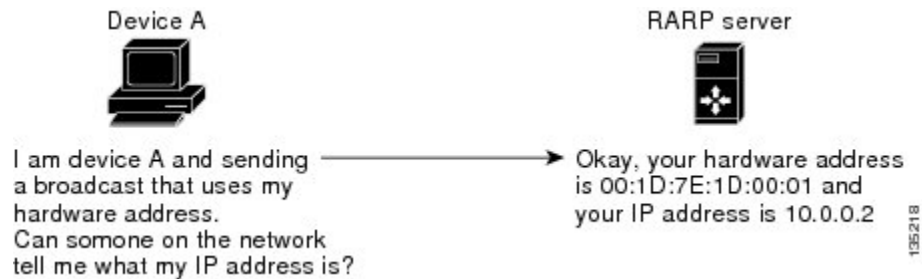 Device A
RARP server
I am device A and sending
a broadcast that uses my
hardware address.
Can somone on the network
tell me what my IP address is?
Okay, your hardware address
is 00:1D:7E:1D:00:01 and
your IP address is 10.0.0.2
135218